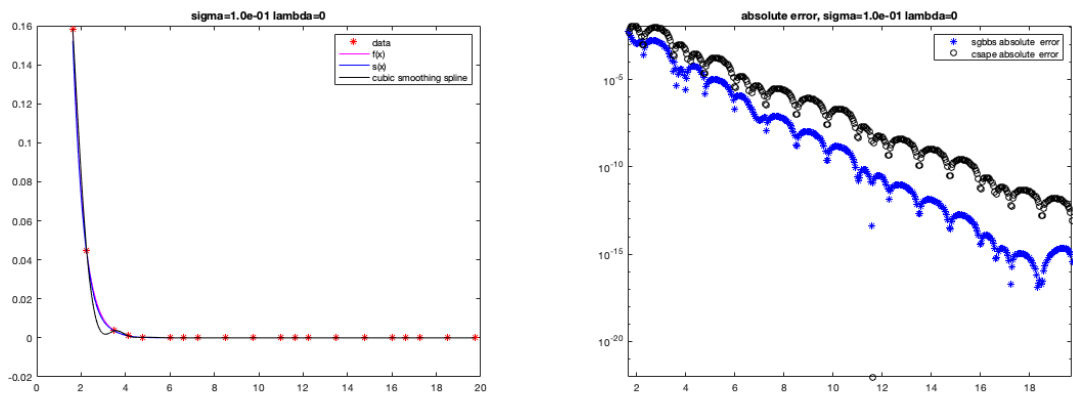 sigma=1.0e-01 lambda=0
0.16
0.14
0.12
0.1
0.08
0.06
0.04
0.02
0
-0.02
0 2 4 6 8 10 12 14 16 18 20
data
f(x)
s(x)
cubic smoothing spline
absolute error, sigma=1.0e-01 lambda=0
10-5
10-10
10-15
10-20
2 4 6 8 10 12 14 16 18
sgbbs absolute error
csape absolute error